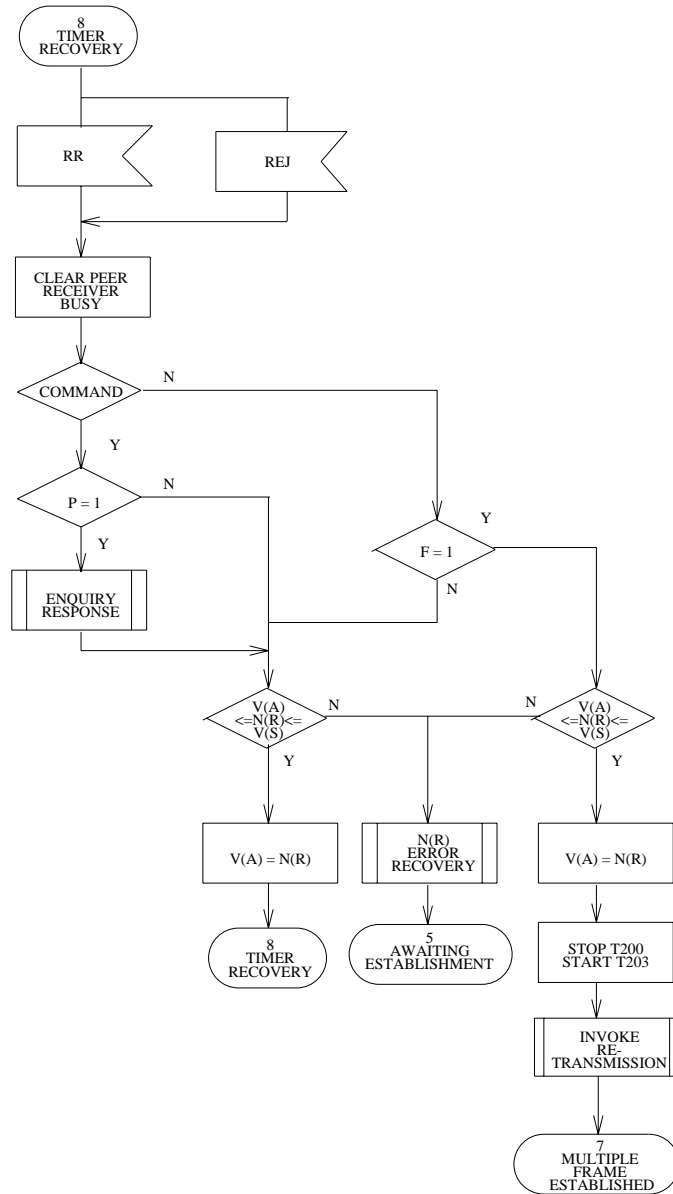 8
TIMER
RECOVERY
RR
REJ
CLEAR PEER
RECEIVER
BUSY
COMMAND
N
Y
P = 1
N
Y
F = 1
Y
N
ENQUIRY
RESPONSE
V(A)
<=N(R)<=
V(S)
N
Y
N
V(A)
<=N(R)<=
V(S)
Y
V(A) = N(R)
N(R)
ERROR
RECOVERY
V(A) = N(R)
8
TIMER
RECOVERY
5
AWAITING
ESTABLISHMENT
STOP T200
START T203
INVOKE
RE-
TRANSMISSION
7
MULTIPLE
FRAME
ESTABLISHED